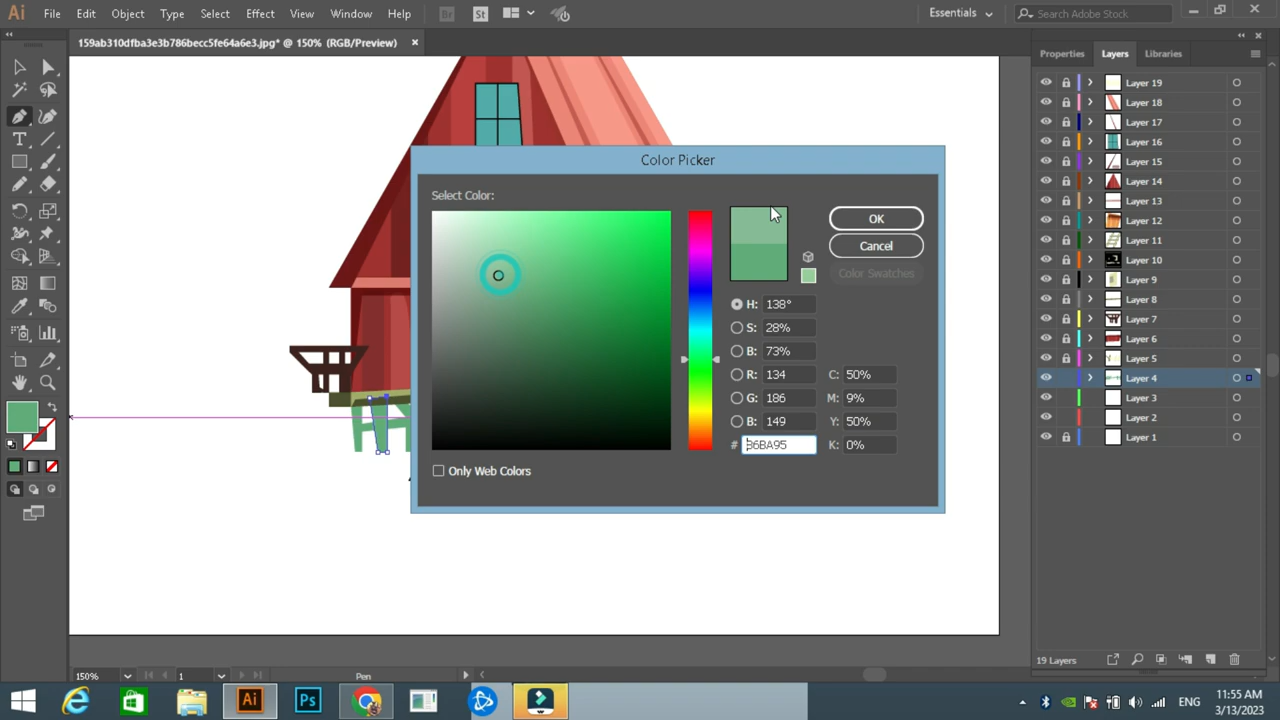 Ai File Edit Object Type Select Effect View Window Help Br St Essentials Search Adobe Stock
159ab310dfba3e3b786becc5fe64a6e3.jpg* @ 150% (RGB/Preview)
Properties Layers Libraries
Layer 19
Layer 18
Layer 17
Layer 16
Layer 15
Layer 14
Layer 13
Layer 12
Layer 11
Layer 10
Layer 9
Layer 8
Layer 7
Layer 6
Layer 5
Layer 4
Layer 3
Layer 2
Layer 1
19 Layers
Color Picker
Select Color:
OK
Cancel
Color Swatches
H: 138°
S: 28%
B: 73%
R: 134 C: 50%
G: 186 M: 9%
B: 149 Y: 50%
# 86BA95 K: 0%
Only Web Colors
150% 1 Pen
Ai Ps
ENG
11:55 AM
3/13/2023